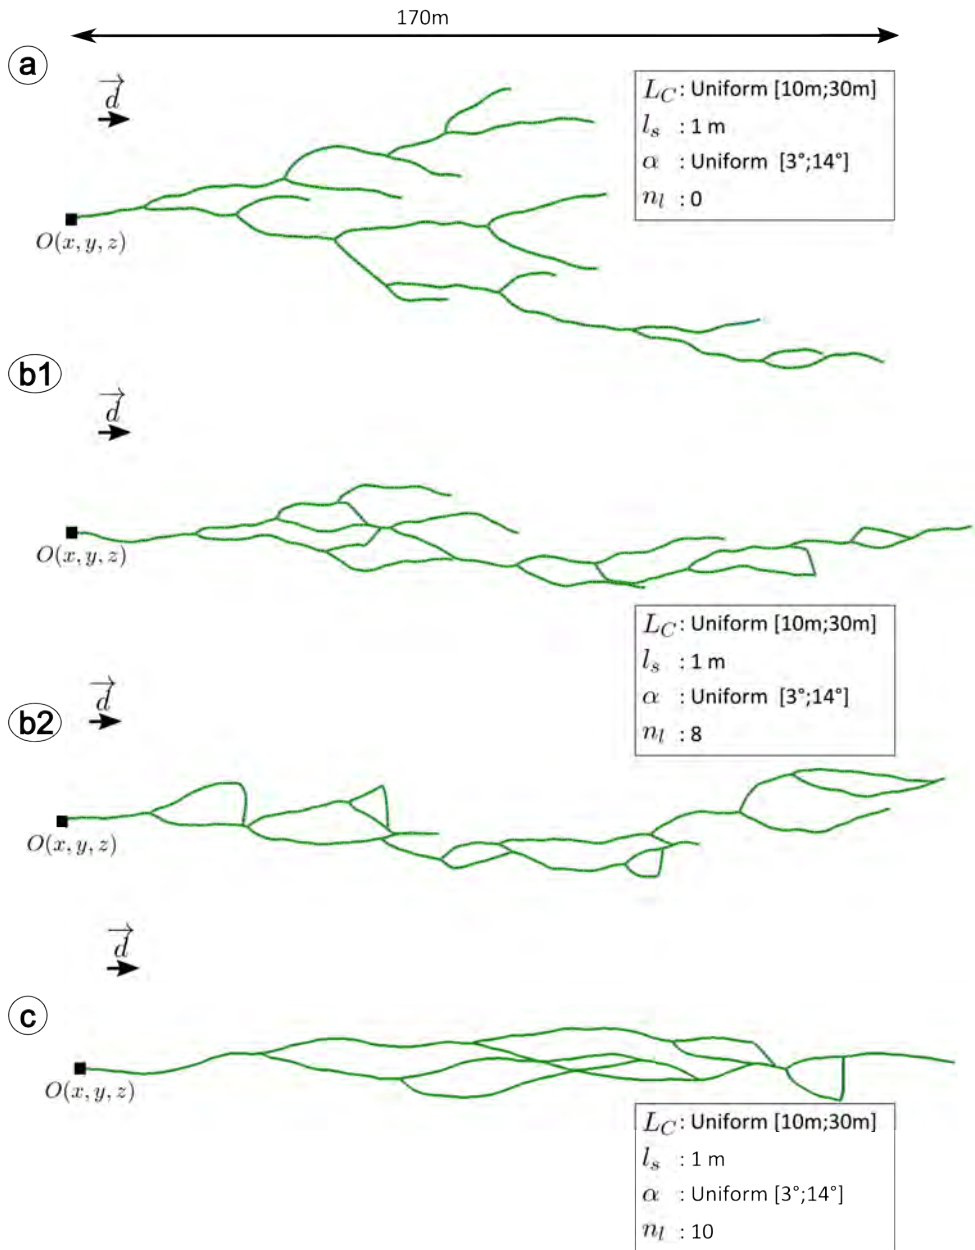 170m
a
d
L_C : Uniform [10m;30m]
l_s : 1 m
α : Uniform [3°;14°]
n_l : 0
O(x, y, z)
b1
d
O(x, y, z)
L_C : Uniform [10m;30m]
l_s : 1 m
α : Uniform [3°;14°]
n_l : 8
b2
d
O(x, y, z)
d
c
O(x, y, z)
L_C : Uniform [10m;30m]
l_s : 1 m
α : Uniform [3°;14°]
n_l : 10